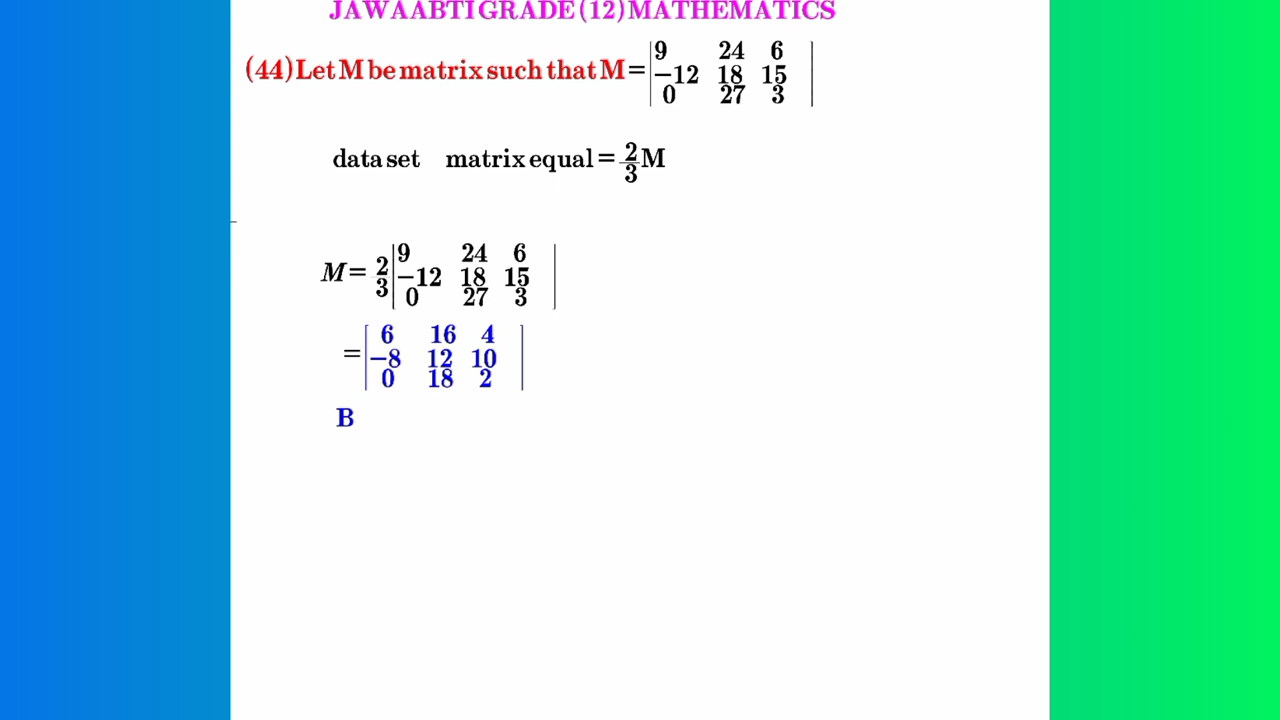 JAWAABTI GRADE (12) MATHEMATICS
(44) Let M be matrix such that M = |9 24 6|
|−12 18 15|
|0 27 3|
data set matrix equal = 2/3 M
M = 2/3 |9 24 6|
|−12 18 15|
|0 27 3|
= |6 16 4|
|−8 12 10|
|0 18 2|
B